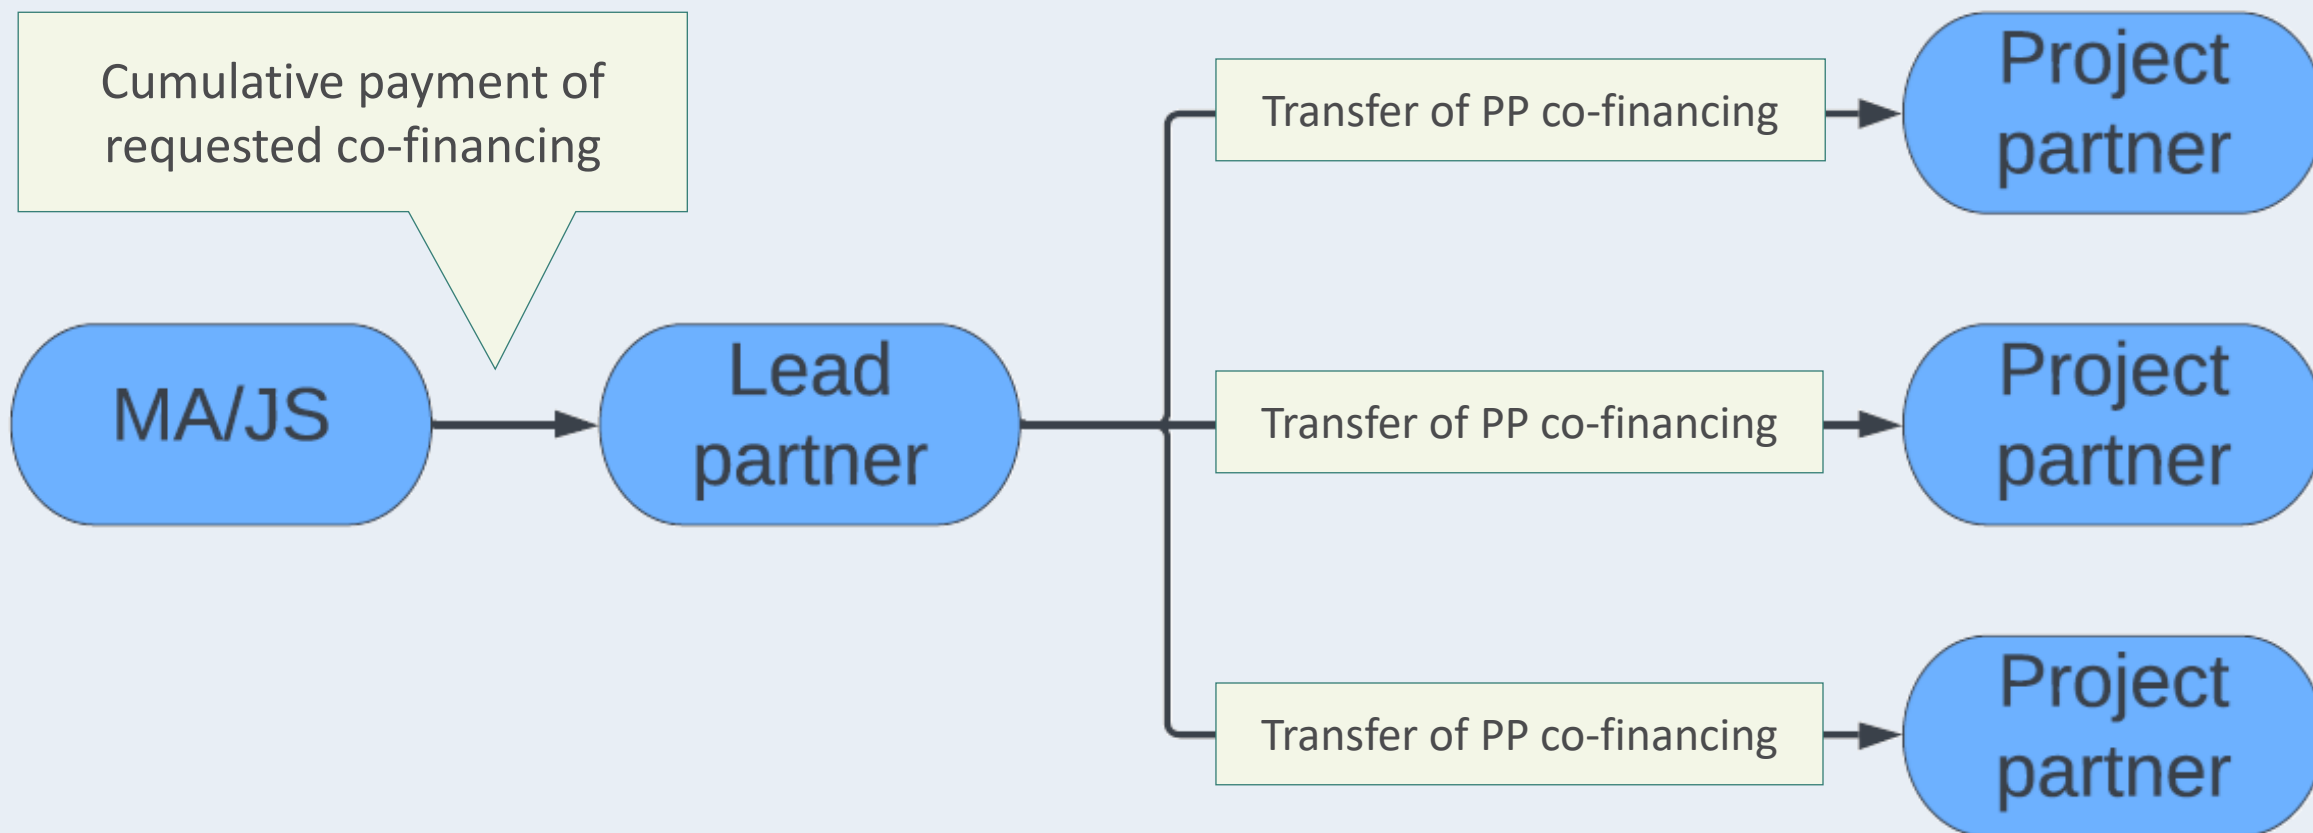 Cumulative payment of
requested co-financing
MA/JS
Lead
partner
Transfer of PP co-financing
Project
partner
Transfer of PP co-financing
Project
partner
Transfer of PP co-financing
Project
partner